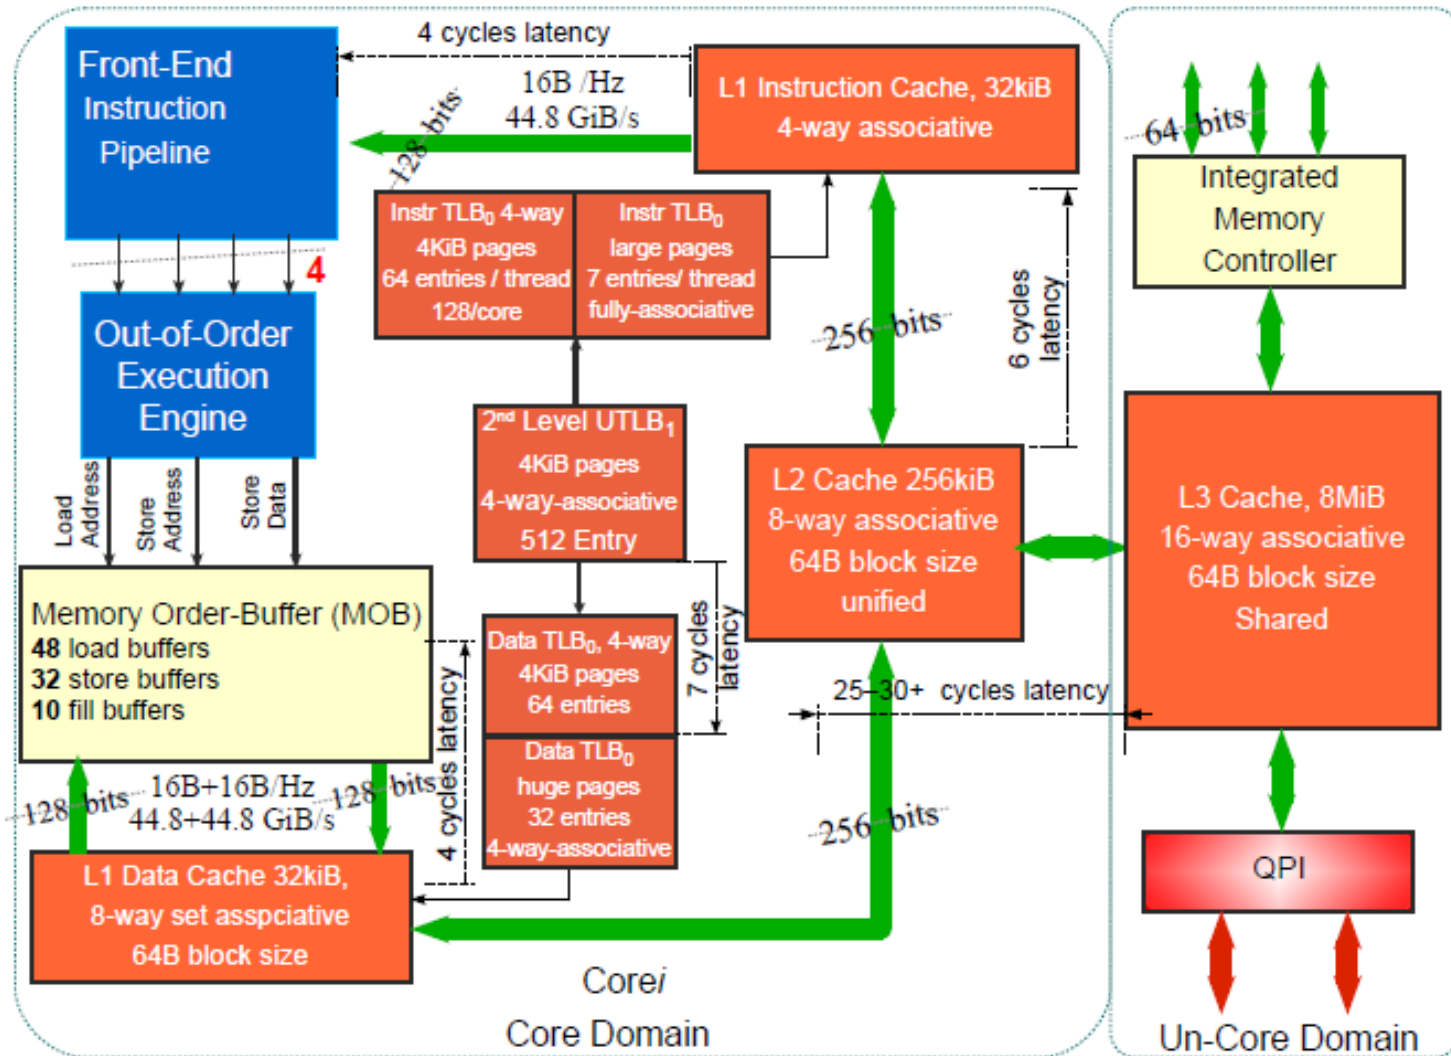 Front-End
Instruction
Pipeline
4 cycles latency
16B /Hz
44.8 GiB/s
128-bits
L1 Instruction Cache, 32kiB
4-way associative
64-bits
Integrated
Memory
Controller
Instr TLB0 4-way
4KiB pages
64 entries / thread
128/core
Instr TLB0
large pages
7 entries/ thread
fully-associative
4
Out-of-Order
Execution
Engine
256-bits
6 cycles
latency
2nd Level UTLB1
4KiB pages
4-way-associative
512 Entry
Load
Address
Store
Address
Store
Data
L2 Cache 256kiB
8-way associative
64B block size
unified
L3 Cache, 8MiB
16-way associative
64B block size
Shared
Memory Order-Buffer (MOB)
48 load buffers
32 store buffers
10 fill buffers
Data TLB0, 4-way
4KiB pages
64 entries
7 cycles
latency
25–30+ cycles latency
4 cycles latency
Data TLB0
huge pages
32 entries
4-way-associative
128-bits
16B+16B/Hz
44.8+44.8 GiB/s
128-bits
256-bits
L1 Data Cache 32kiB,
8-way set asspciative
64B block size
QPI
Corei
Core Domain
Un-Core Domain